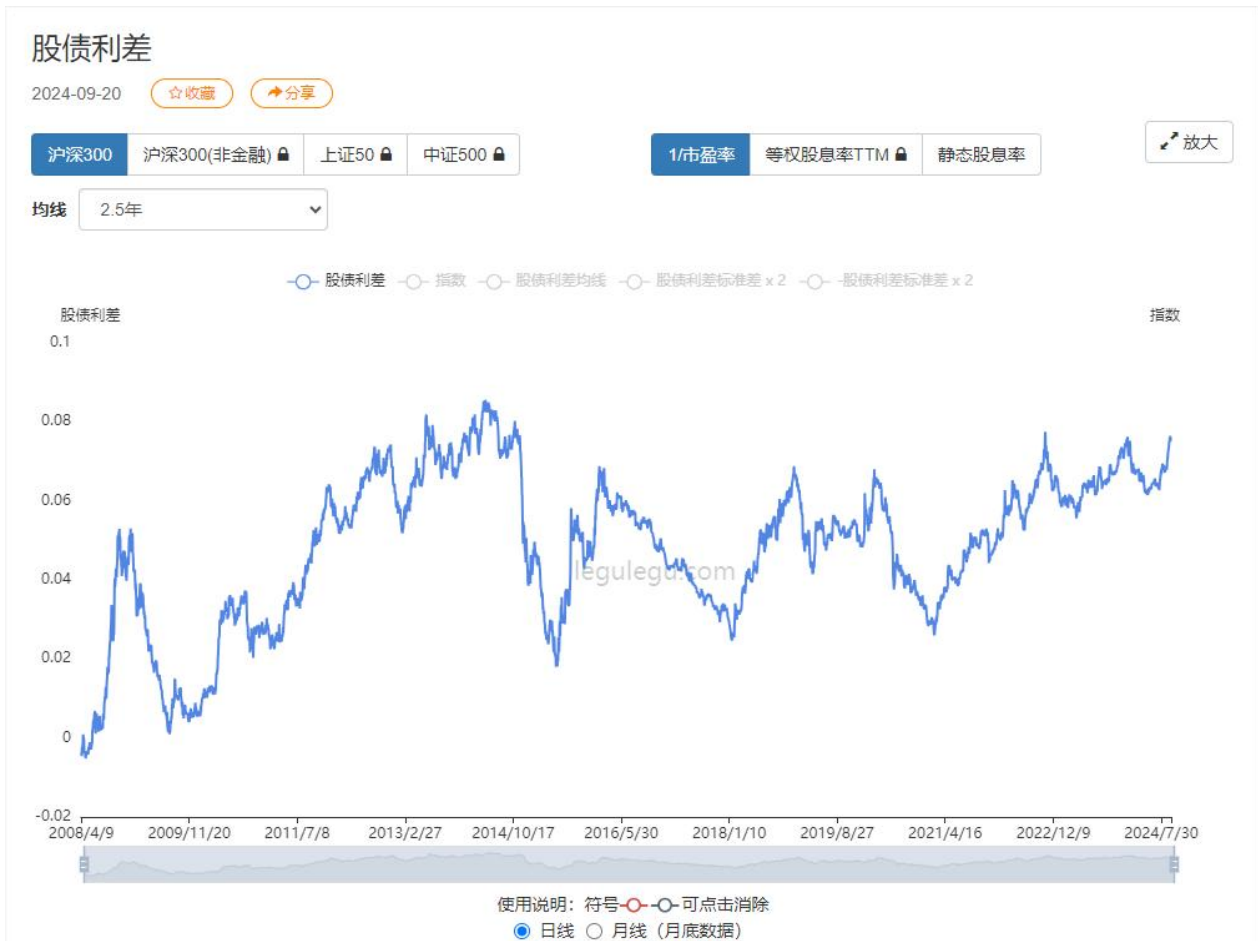 股债利差
2024-09-20 收藏 分享
沪深300 沪深300(非金融) 上证50 中证500 1/市盈率 等权股息率TTM 静态股息率 放大
均线 2.5年
股债利差 指数 股债利差均线 股债利差标准差 x 2 -股债利差标准差 x 2
股债利差 指数
0.1
0.08
0.06
0.04
legulegu.com
0.02
0
-0.02
2008/4/9 2009/11/20 2011/7/8 2013/2/27 2014/10/17 2016/5/30 2018/1/10 2019/8/27 2021/4/16 2022/12/9 2024/7/30
使用说明：符号 可点击消除
日线 月线（月底数据）